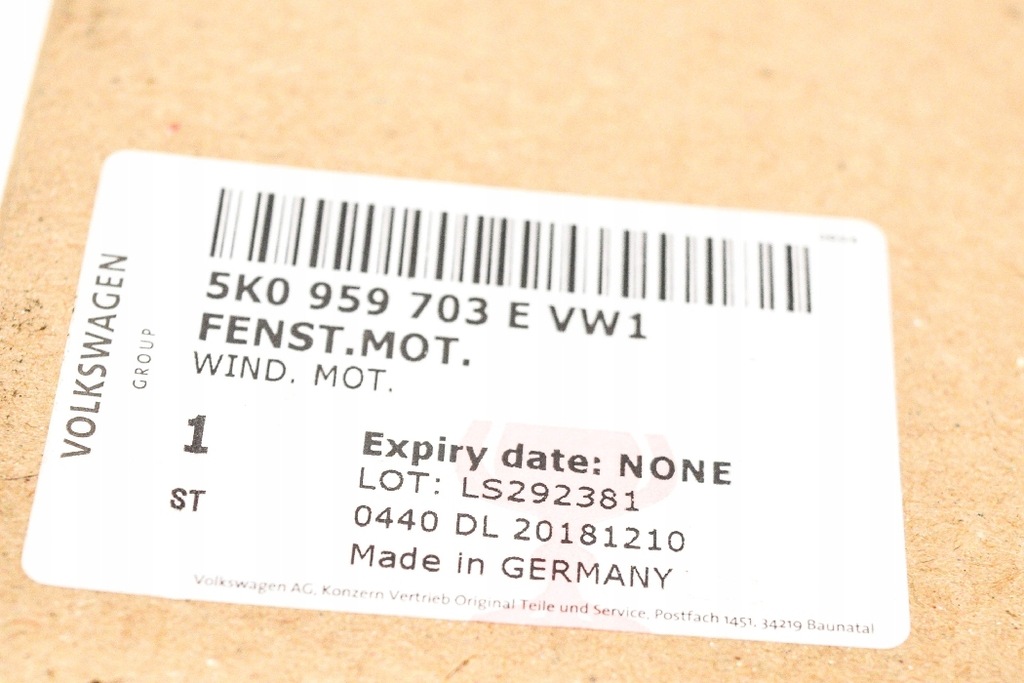 5K0 959 703 E VW1
FENST.MOT.
WIND. MOT.
VOLKSWAGEN
GROUP
1
ST
Expiry date: NONE
LOT: LS292381
0440 DL 20181210
Made in GERMANY
Volkswagen AG, Konzern Vertrieb Original Teile und Service, Postfach 1451, 34219 Baunatal